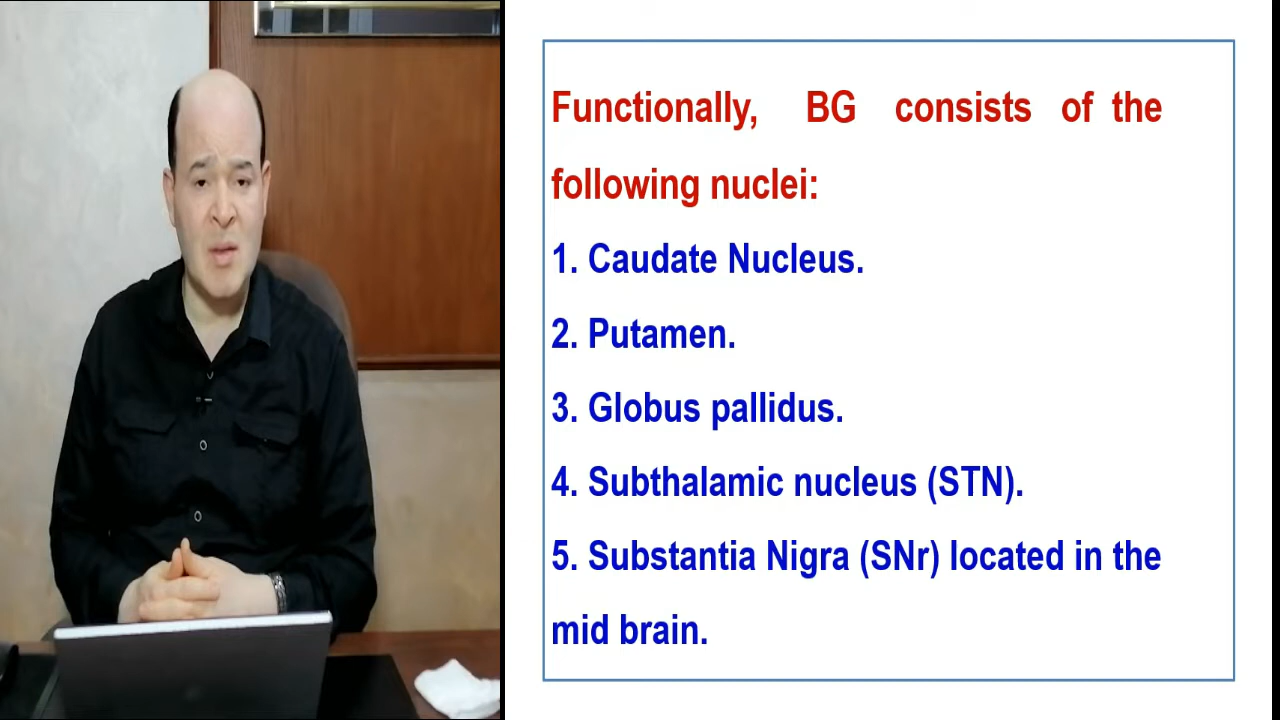 Functionally, BG consists of the
following nuclei:
1. Caudate Nucleus.
2. Putamen.
3. Globus pallidus.
4. Subthalamic nucleus (STN).
5. Substantia Nigra (SNr) located in the
mid brain.